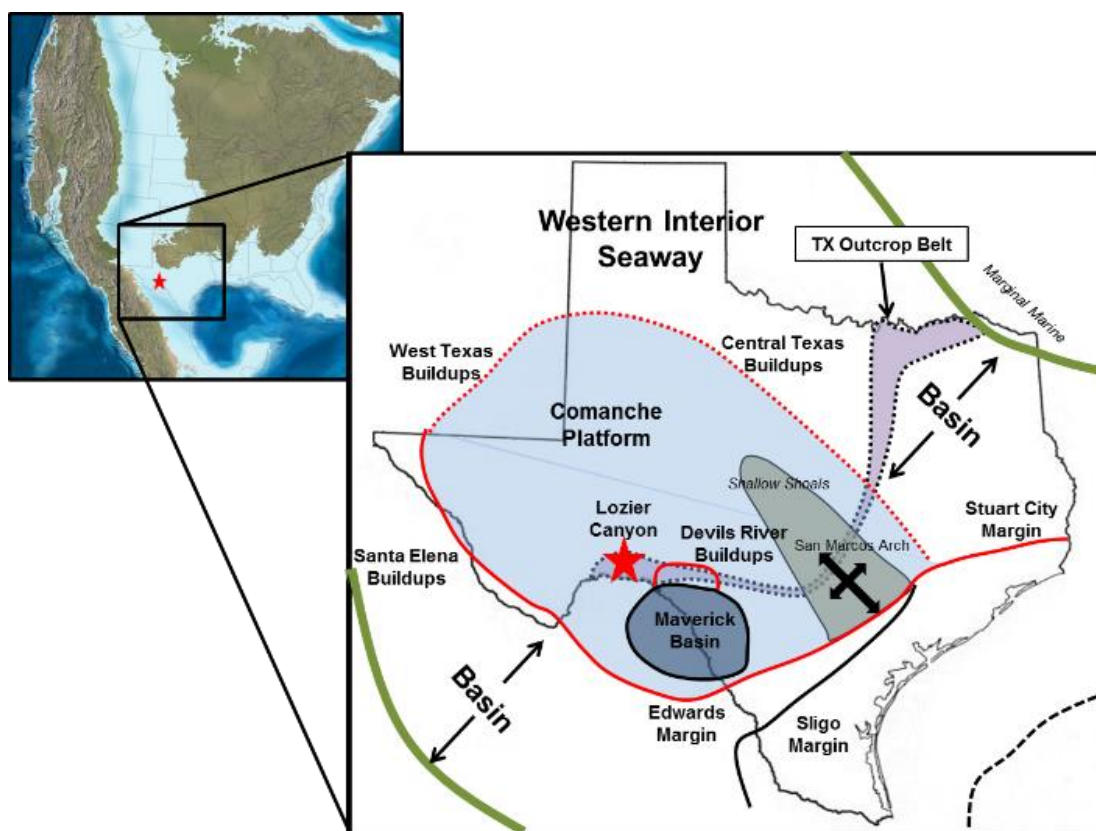 Western Interior
Seaway
TX Outcrop Belt
Marginal Marine
West Texas
Buildups
Central Texas
Buildups
Basin
Comanche
Platform
Shallow Shoals
Lozier
Canyon
Devils River
Buildups
San Marcos Arch
Stuart City
Margin
Santa Elena
Buildups
Maverick
Basin
Basin
Edwards
Margin
Sligo
Margin